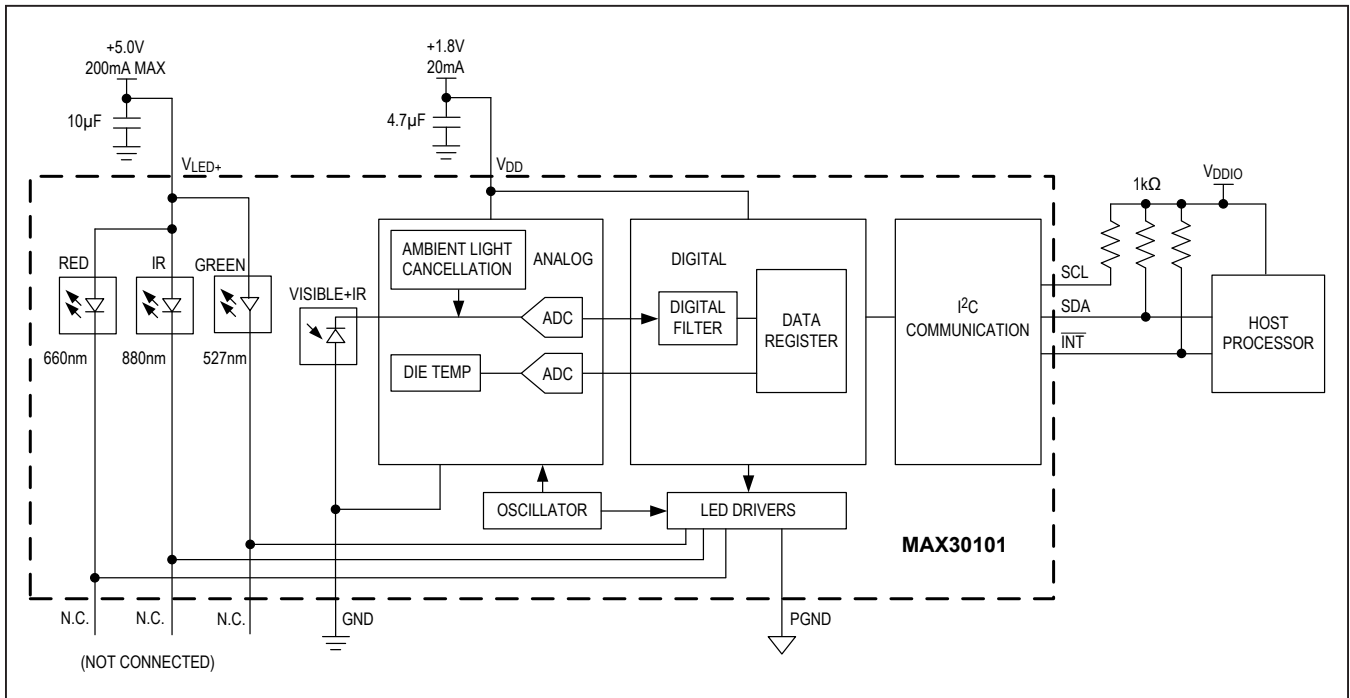 +5.0V
200mA MAX
10µF
VLED+
+1.8V
20mA
4.7µF
VDD
RED
IR
GREEN
660nm
880nm
527nm
VISIBLE+IR
AMBIENT LIGHT
CANCELLATION
ANALOG
ADC
DIE TEMP
ADC
DIGITAL
DIGITAL
FILTER
DATA
REGISTER
I2C
COMMUNICATION
1kΩ
VDDIO
SCL
SDA
INT
HOST
PROCESSOR
OSCILLATOR
LED DRIVERS
MAX30101
N.C.
N.C.
N.C.
GND
PGND
(NOT CONNECTED)